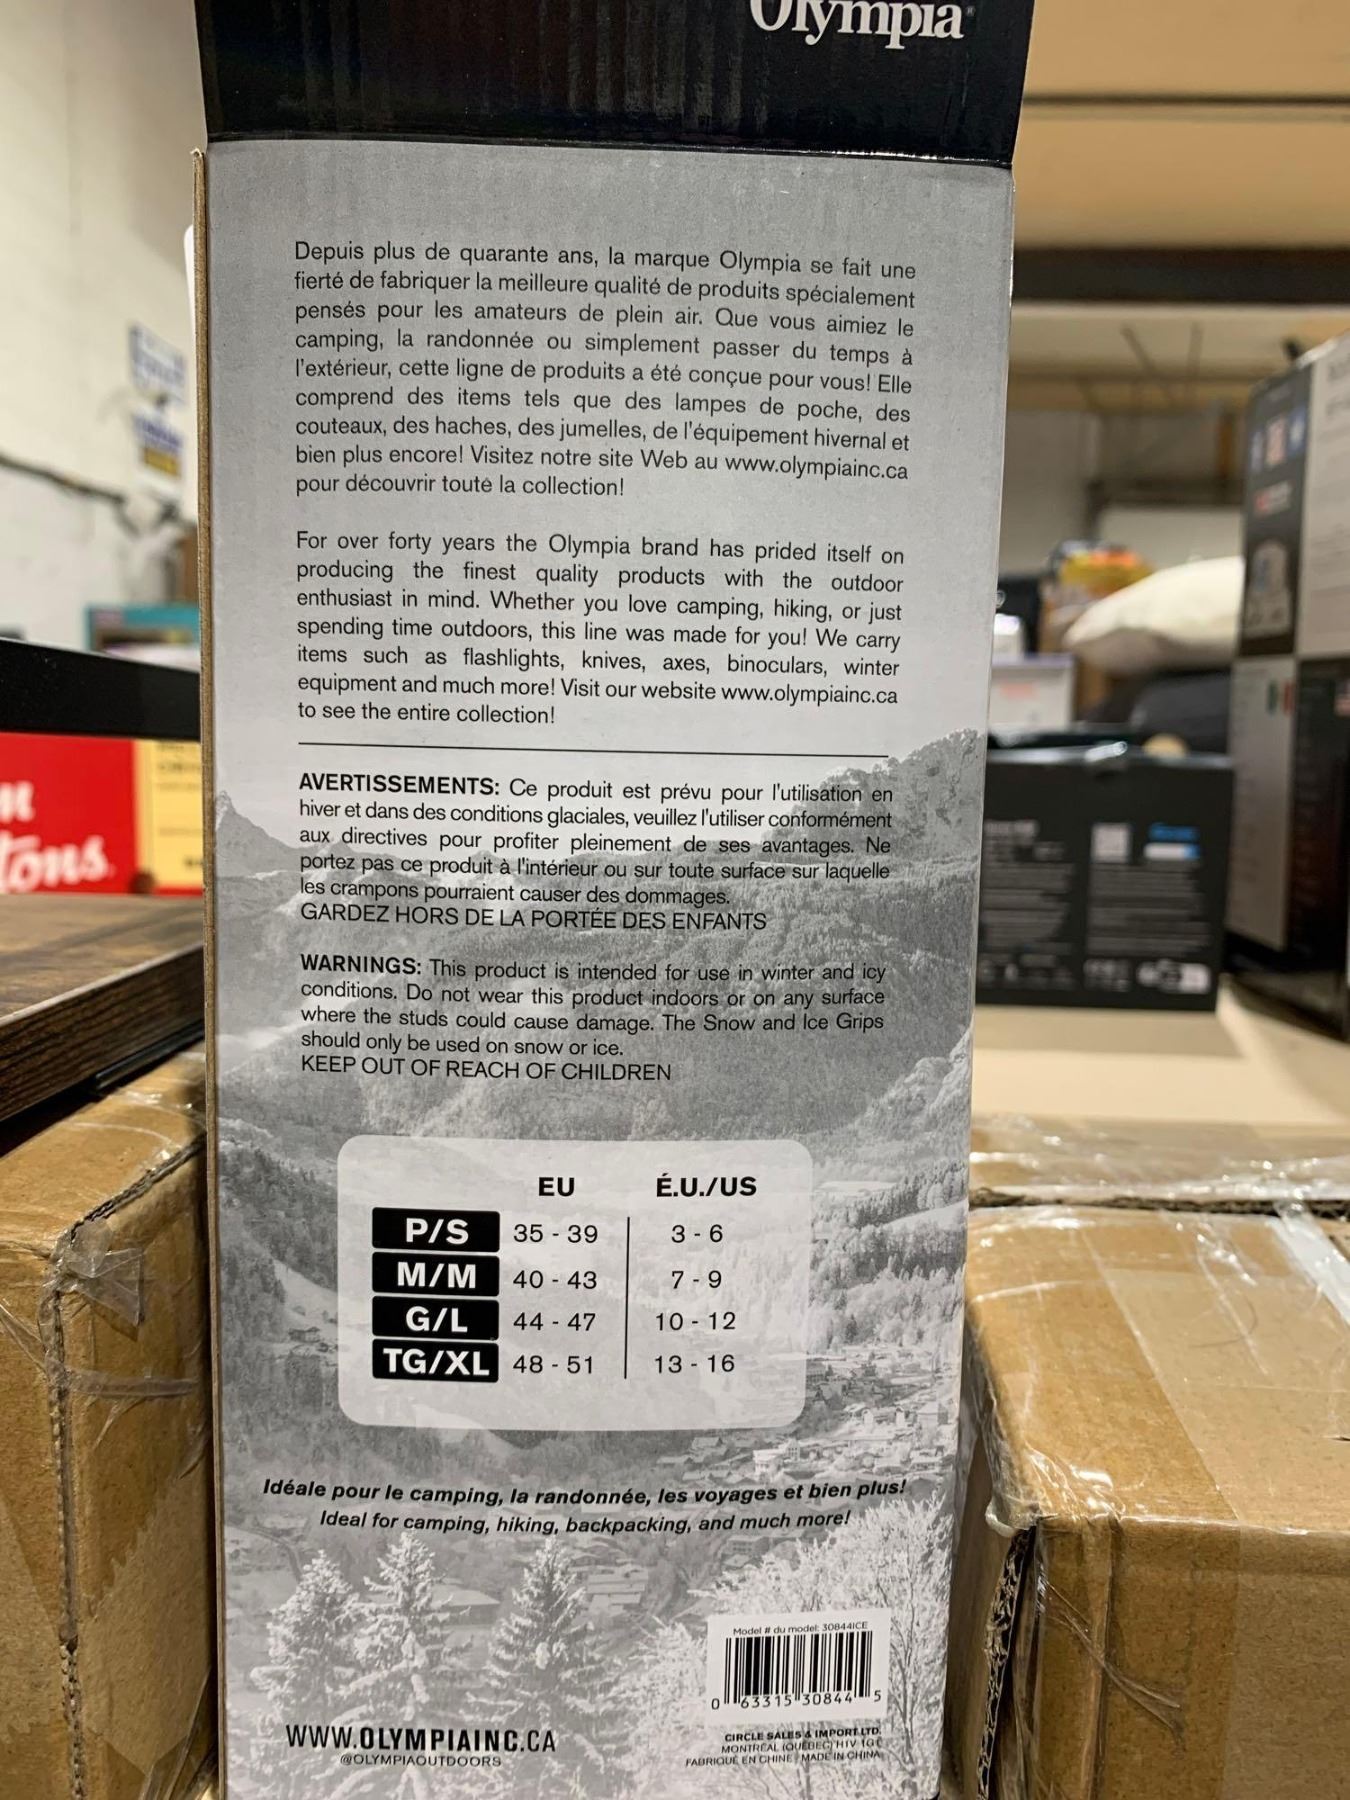 Olympia
Depuis plus de quarante ans, la marque Olympia se fait une
fierté de fabriquer la meilleure qualité de produits spécialement
pensés pour les amateurs de plein air. Que vous aimiez le
camping, la randonnée ou simplement passer du temps à
l'extérieur, cette ligne de produits a été conçue pour vous! Elle
comprend des items tels que des lampes de poche, des
couteaux, des haches, des jumelles, de l'équipement hivernal et
bien plus encore! Visitez notre site Web au www.olympiainc.ca
pour découvrir toute la collection!
For over forty years the Olympia brand has prided itself on
producing the finest quality products with the outdoor
enthusiast in mind. Whether you love camping, hiking, or just
spending time outdoors, this line was made for you! We carry
items such as flashlights, knives, axes, binoculars, winter
equipment and much more! Visit our website www.olympiainc.ca
to see the entire collection!
AVERTISSEMENTS: Ce produit est prévu pour l'utilisation en
hiver et dans des conditions glaciales, veuillez l'utiliser conformément
aux directives pour profiter pleinement de ses avantages. Ne
portez pas ce produit à l'intérieur ou sur toute surface sur laquelle
les crampons pourraient causer des dommages.
GARDEZ HORS DE LA PORTÉE DES ENFANTS
WARNINGS: This product is intended for use in winter and icy
conditions. Do not wear this product indoors or on any surface
where the studs could cause damage. The Snow and Ice Grips
should only be used on snow or ice.
KEEP OUT OF REACH OF CHILDREN
EU É.U./US
P/S 35 - 39 3 - 6
M/M 40 - 43 7 - 9
G/L 44 - 47 10 - 12
TG/XL 48 - 51 13 - 16
Idéale pour le camping, la randonnée, les voyages et bien plus!
Ideal for camping, hiking, backpacking, and much more!
Model # du model: 30844ICE
0 63315 30844 5
WWW.OLYMPIAINC.CA
@OLYMPIAOUTDOORS
CIRCLE SALES & IMPORT LTD.
MONTRÉAL (QUÉBEC) H1V
FABRIQUÉ EN CHINE / MADE IN CHINA
tons